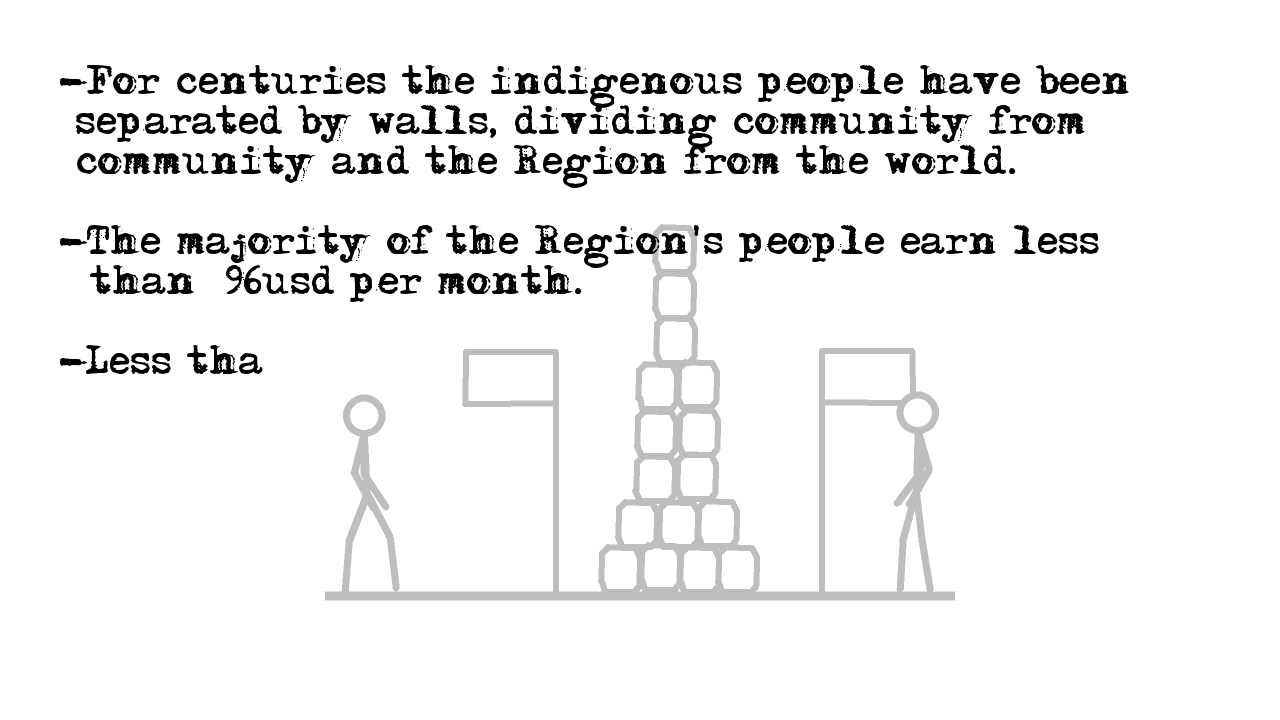 -For centuries the indigenous people have been
separated by walls, dividing community from
community and the Region from the world.
-The majority of the Region's people earn less
than 96usd per month.
-Less tha